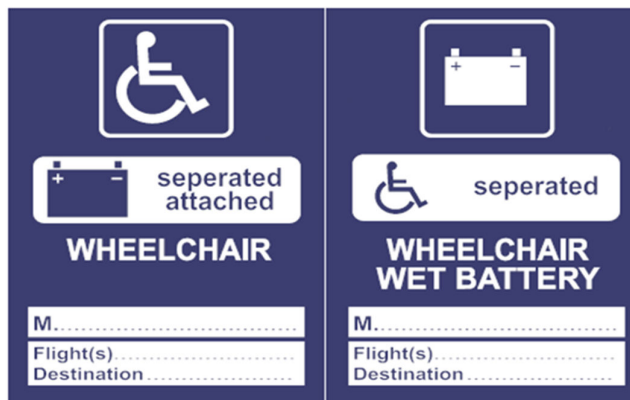 + −
seperated
attached
WHEELCHAIR
M.............................
Flight(s)......................
Destination..................
+ −
seperated
WHEELCHAIR
WET BATTERY
M.............................
Flight(s)......................
Destination..................